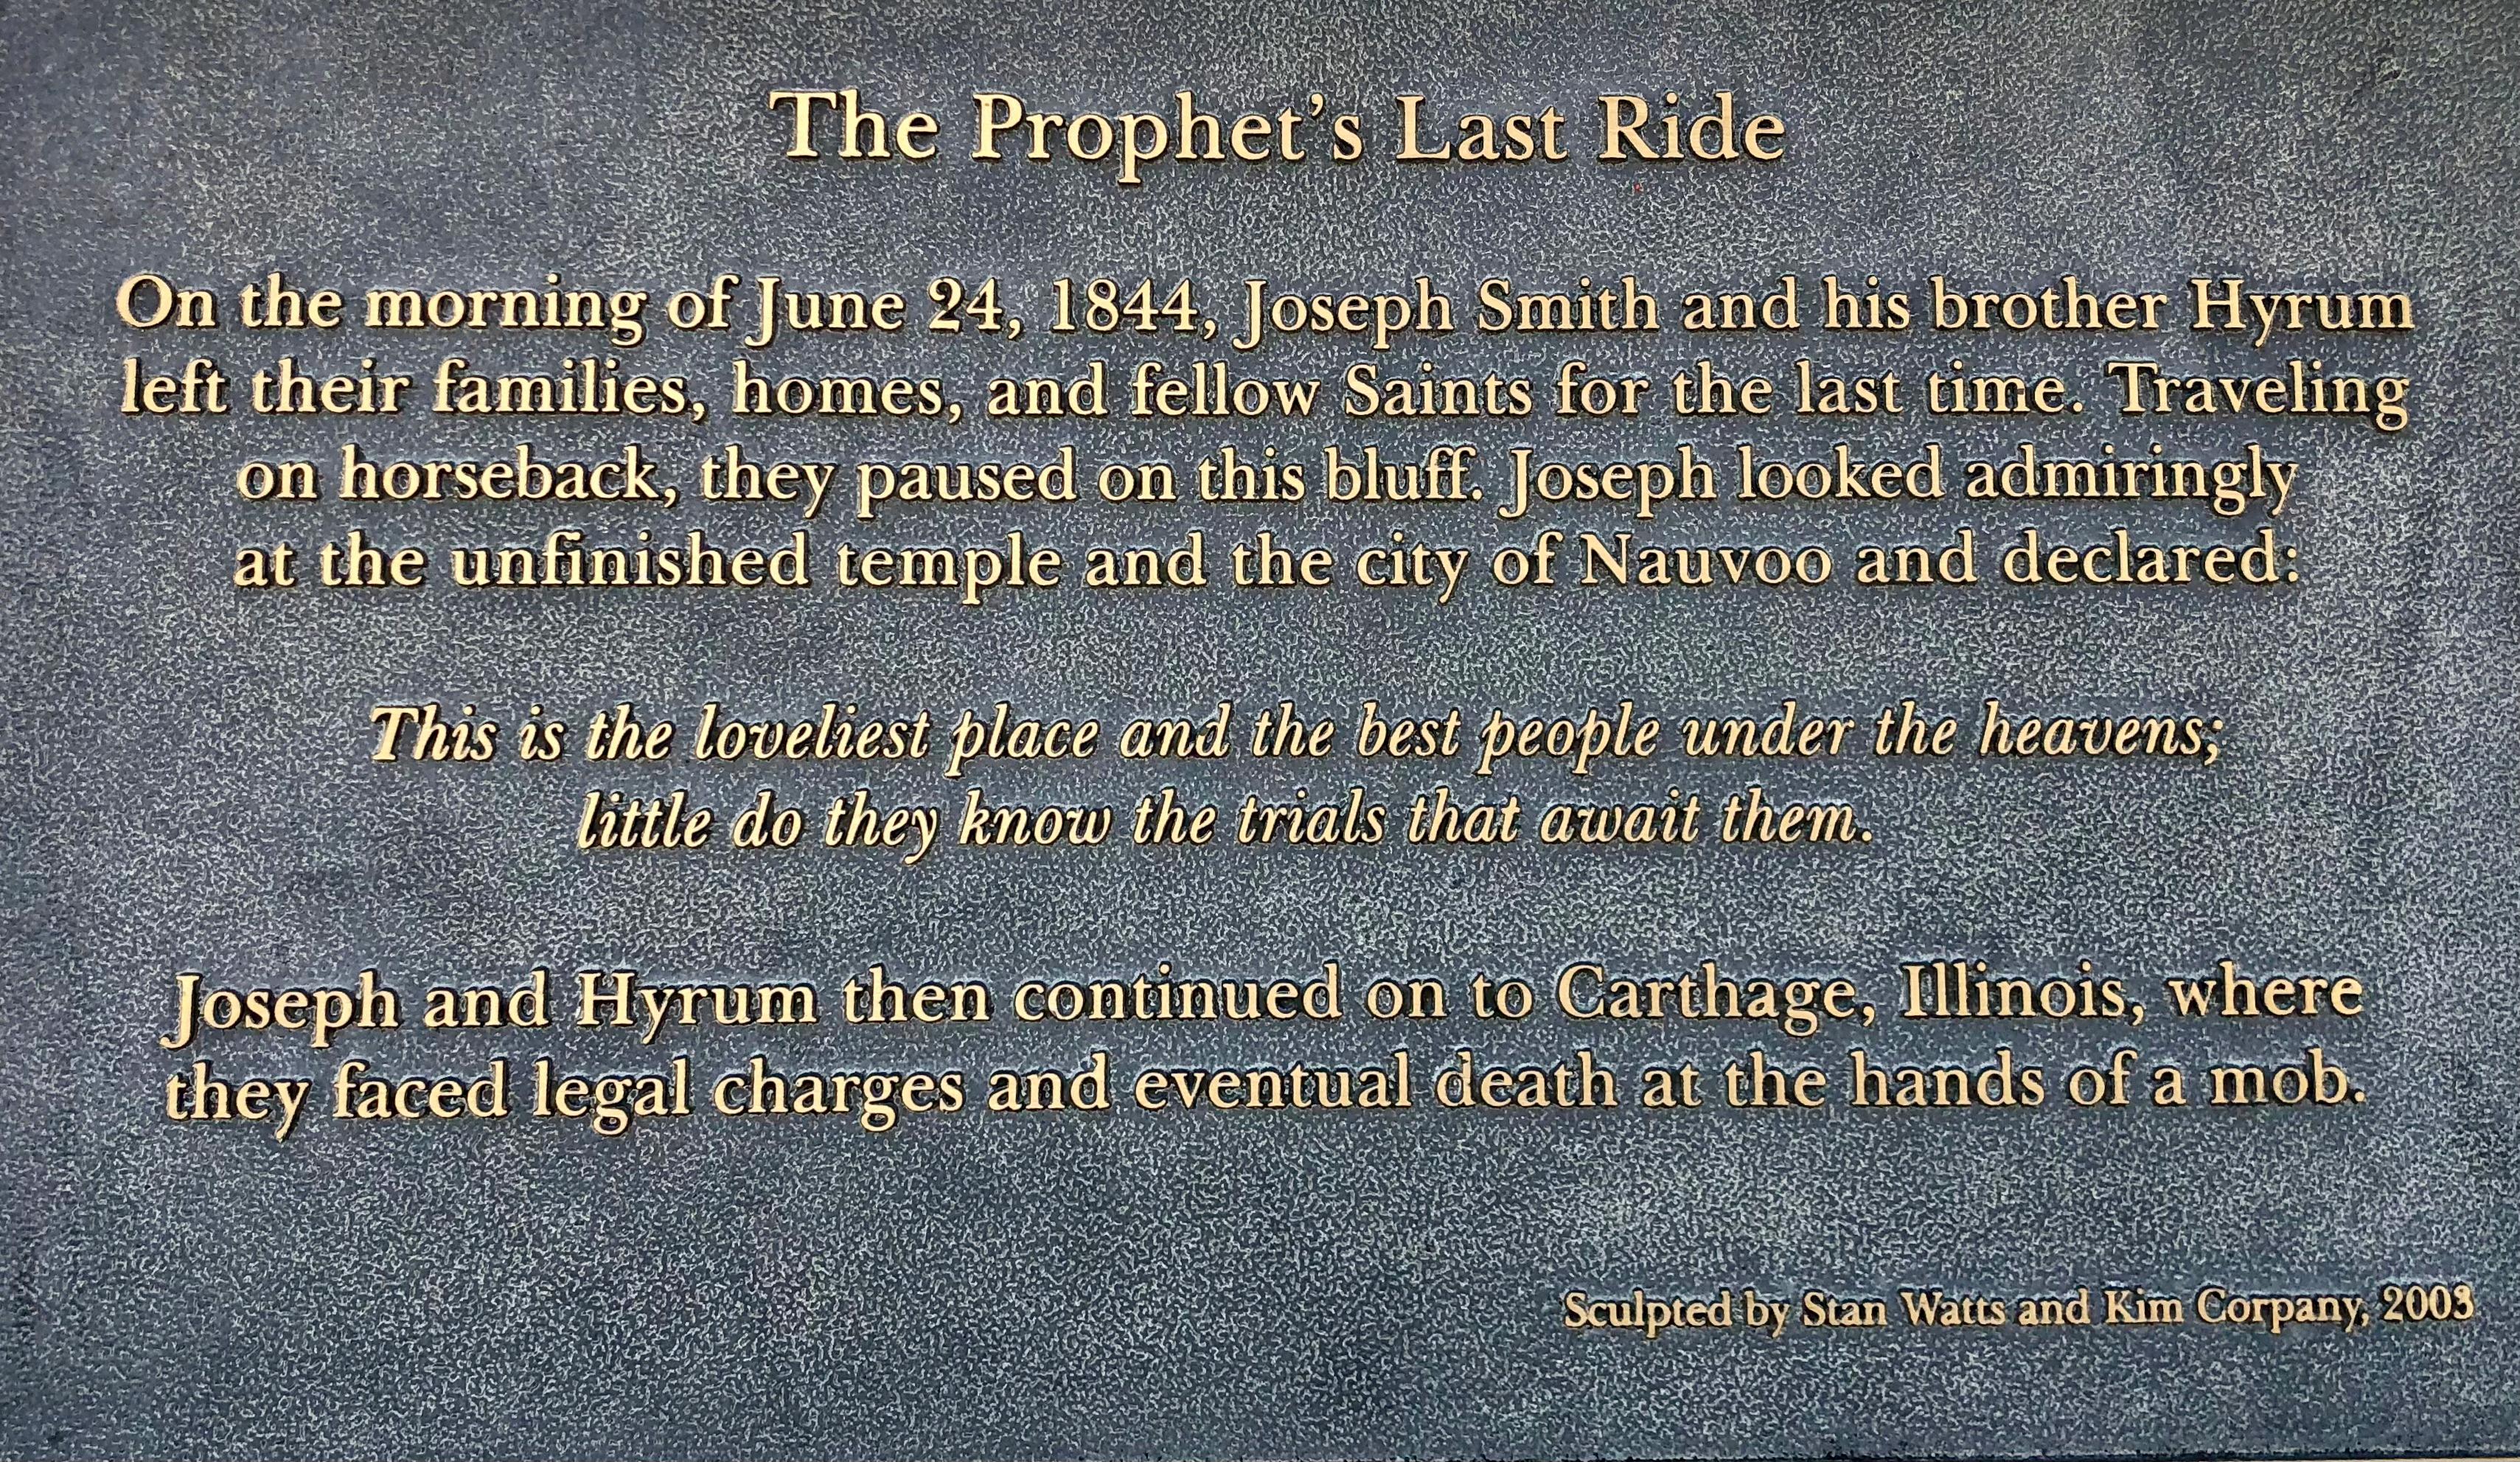 The Prophet's Last Ride
On the morning of June 24, 1844, Joseph Smith and his brother Hyrum
left their families, homes, and fellow Saints for the last time. Traveling
on horseback, they paused on this bluff. Joseph looked admiringly
at the unfinished temple and the city of Nauvoo and declared:
This is the loveliest place and the best people under the heavens;
little do they know the trials that await them.
Joseph and Hyrum then continued on to Carthage, Illinois, where
they faced legal charges and eventual death at the hands of a mob.
Sculpted by Stan Watts and Kim Corpany, 2003